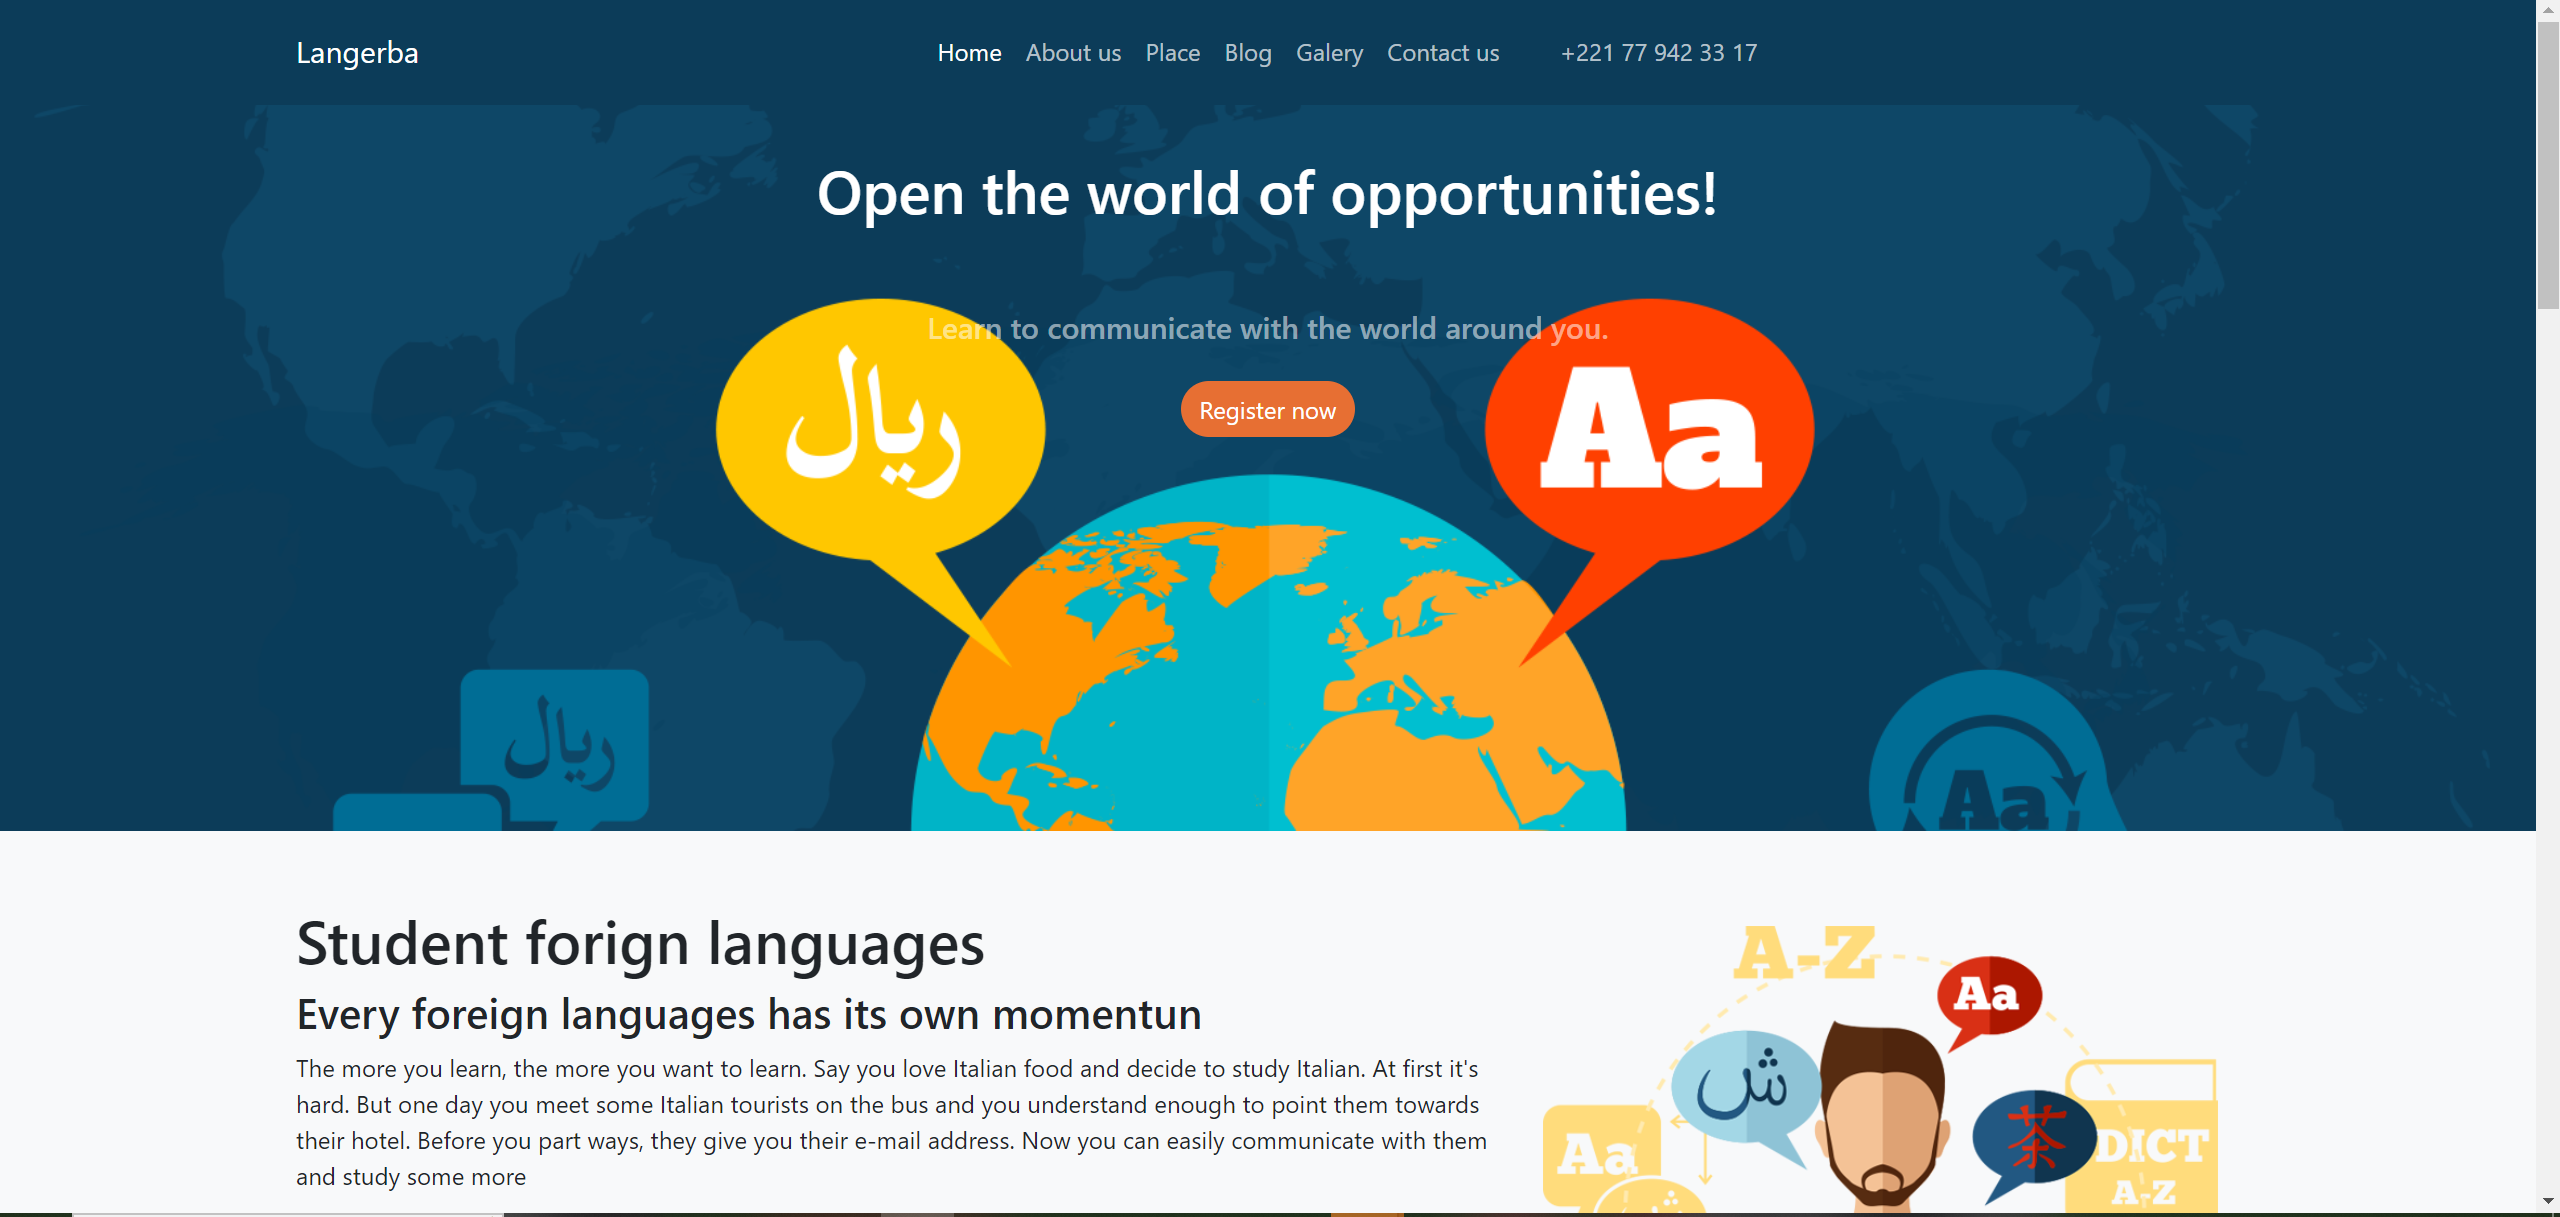 Langerba
Home About us Place Blog Galery Contact us +221 77 942 33 17
Open the world of opportunities!
Learn to communicate with the world around you.
ريال
Register now
Aa
ريال
Aa
Student forign languages
Every foreign languages has its own momentun
The more you learn, the more you want to learn. Say you love Italian food and decide to study Italian. At first it's
hard. But one day you meet some Italian tourists on the bus and you understand enough to point them towards
their hotel. Before you part ways, they give you their e-mail address. Now you can easily communicate with them
and study some more
A-Z
Aa
ش
茶
DICT
A-Z
Aa
ش